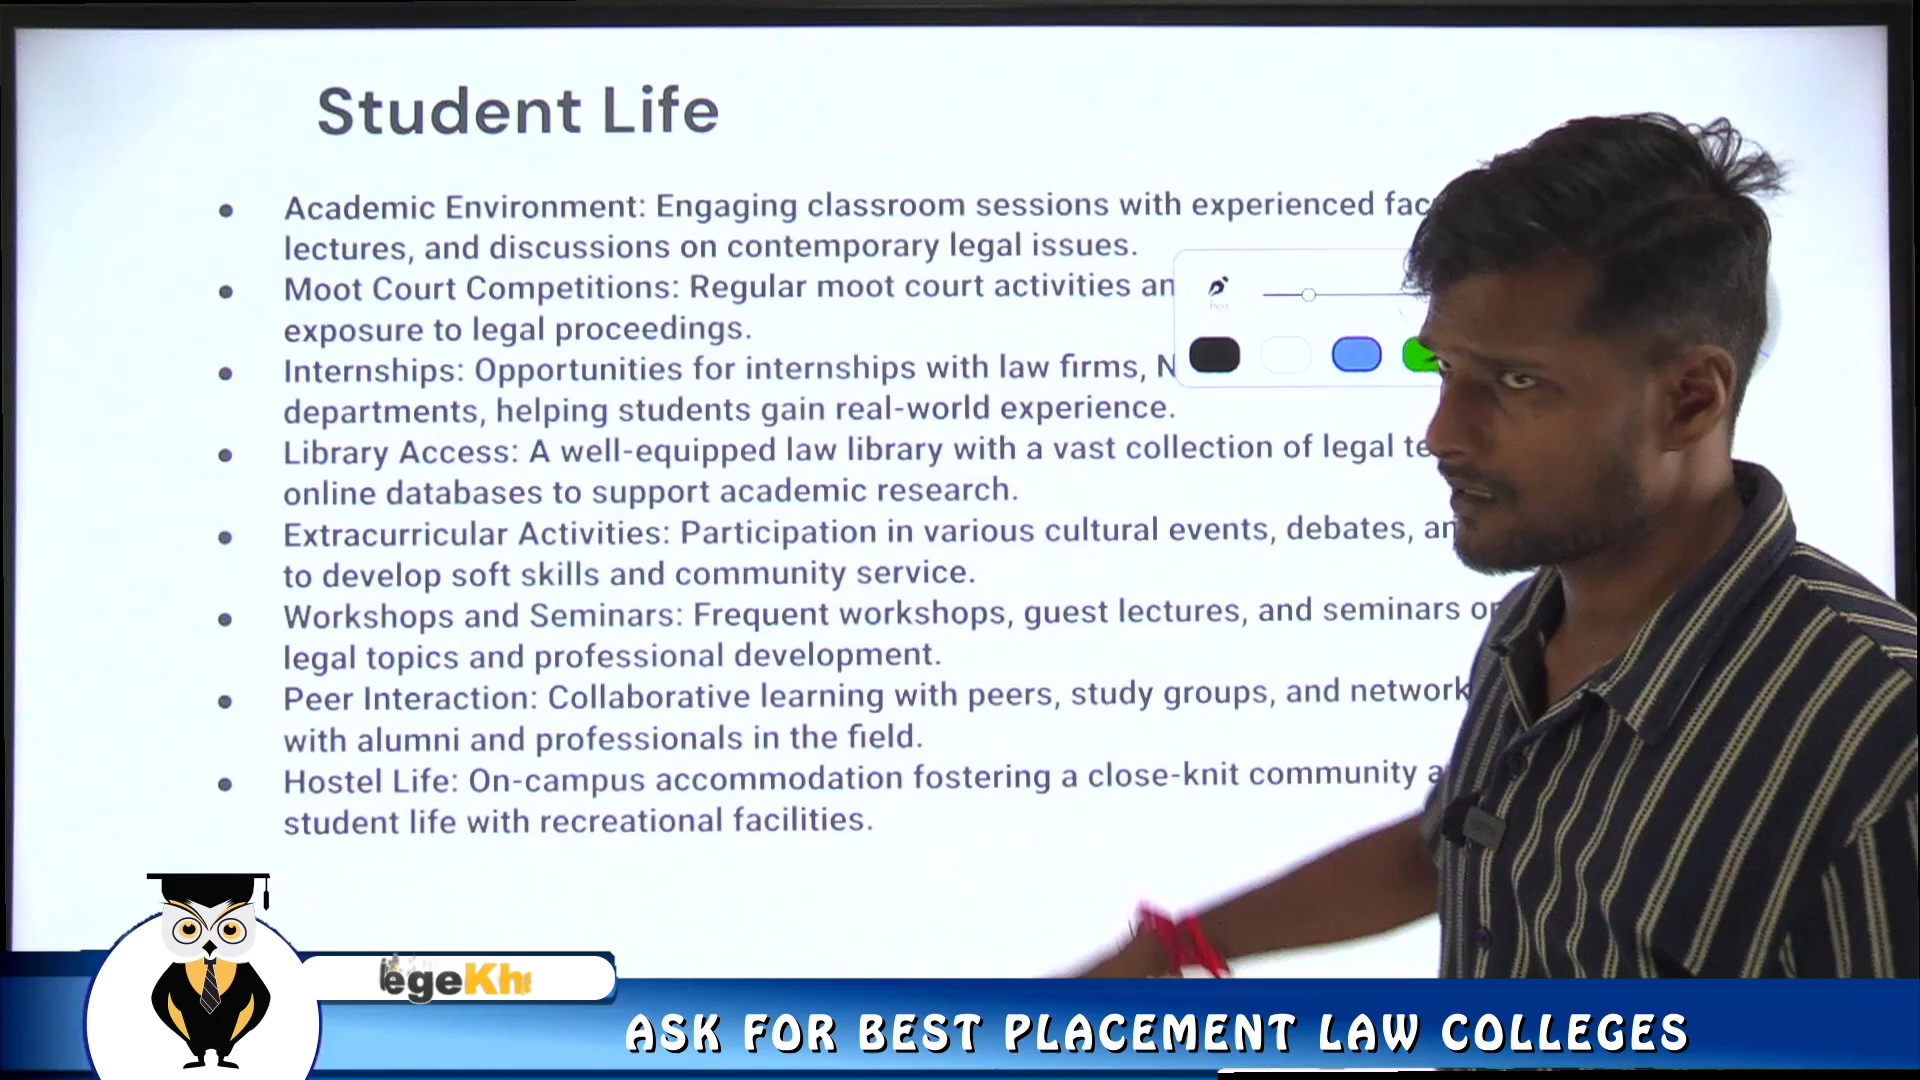 Student Life
Academic Environment: Engaging classroom sessions with experienced
lectures, and discussions on contemporary legal issues.
Moot Court Competitions: Regular moot court activities
exposure to legal proceedings.
Pen
Internships: Opportunities for internships with law firms,
departments, helping students gain real-world experience.
Library Access: A well-equipped law library with a vast collection of legal
online databases to support academic research.
Extracurricular Activities: Participation in various cultural events, debates,
to develop soft skills and community service.
Workshops and Seminars: Frequent workshops, guest lectures, and seminars
legal topics and professional development.
Peer Interaction: Collaborative learning with peers, study groups, and
with alumni and professionals in the field.
Hostel Life: On-campus accommodation fostering a close-knit community
student life with recreational facilities.
egeKh
ASK FOR BEST PLACEMENT LAW COLLEGES